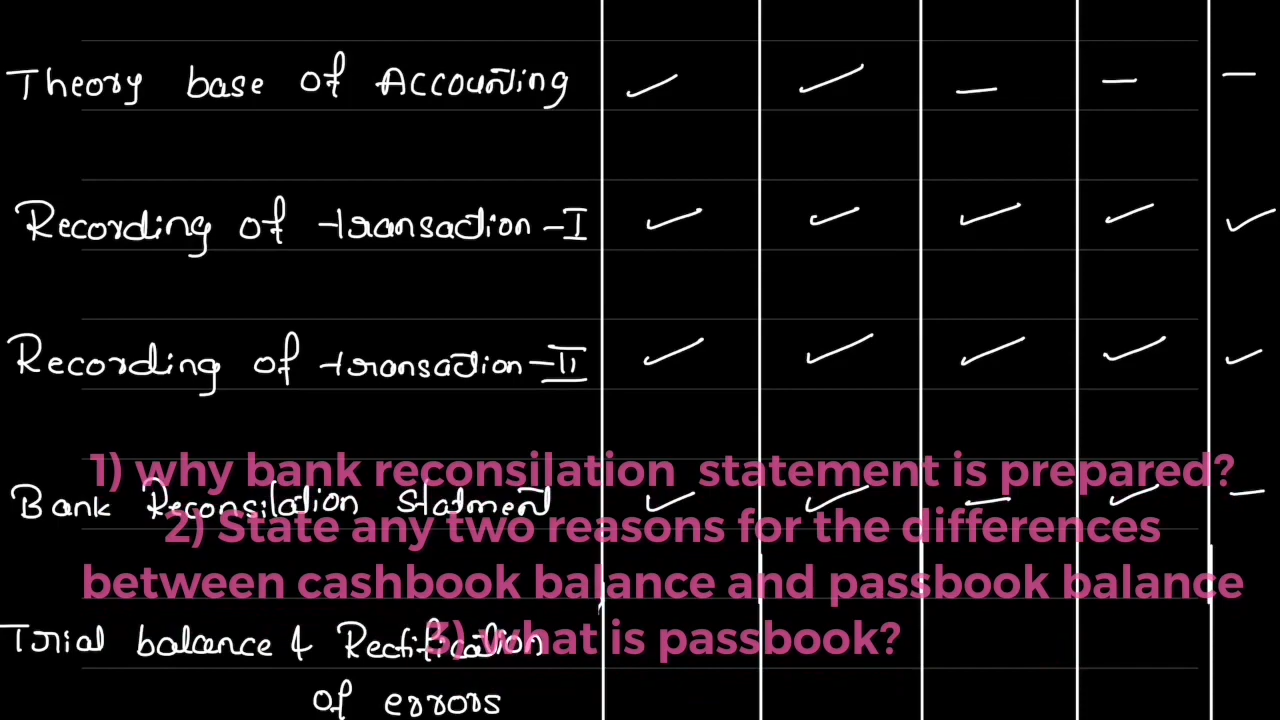 Theory base of Accounting
Recording of transaction - I
Recording of transaction - II
1) why bank reconsilation statement is prepared?
Bank Reconsilation Statment
2) State any two reasons for the differences
between cashbook balance and passbook balance
3) what is passbook?
Trial balance & Rectification
of errors